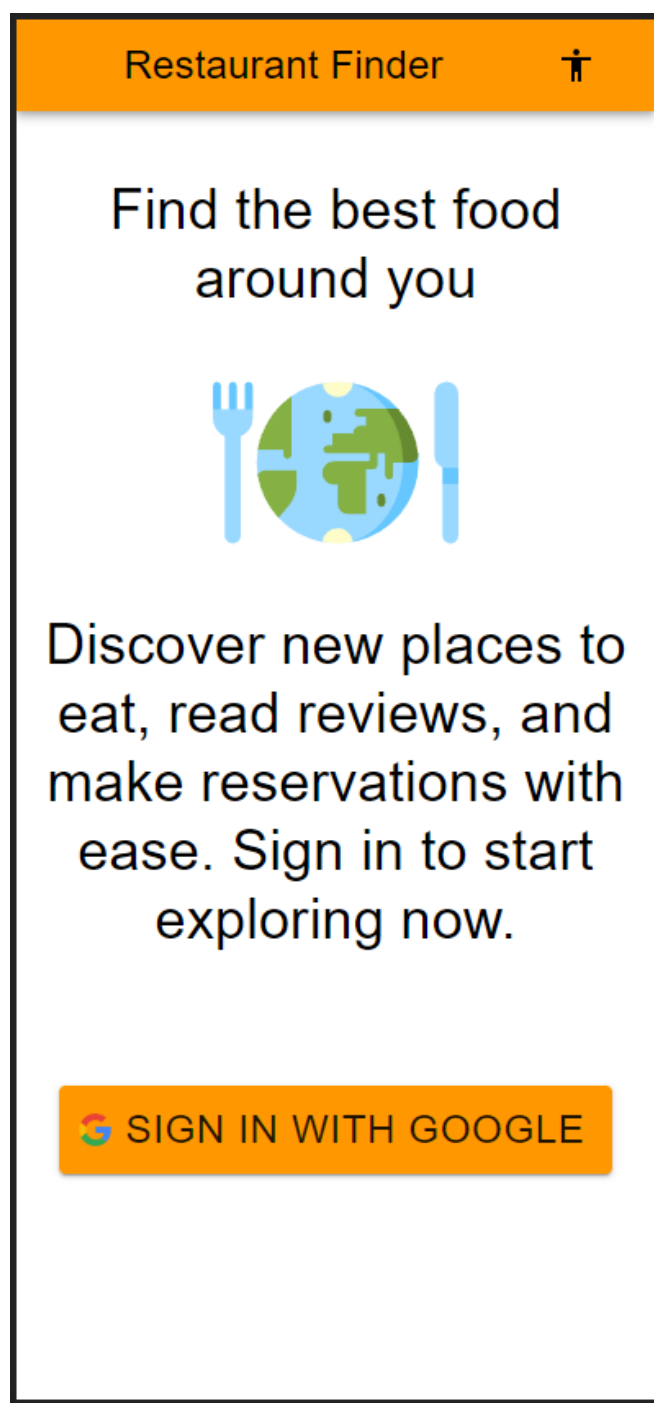 Restaurant Finder
Find the best food
around you
Discover new places to
eat, read reviews, and
make reservations with
ease. Sign in to start
exploring now.
SIGN IN WITH GOOGLE